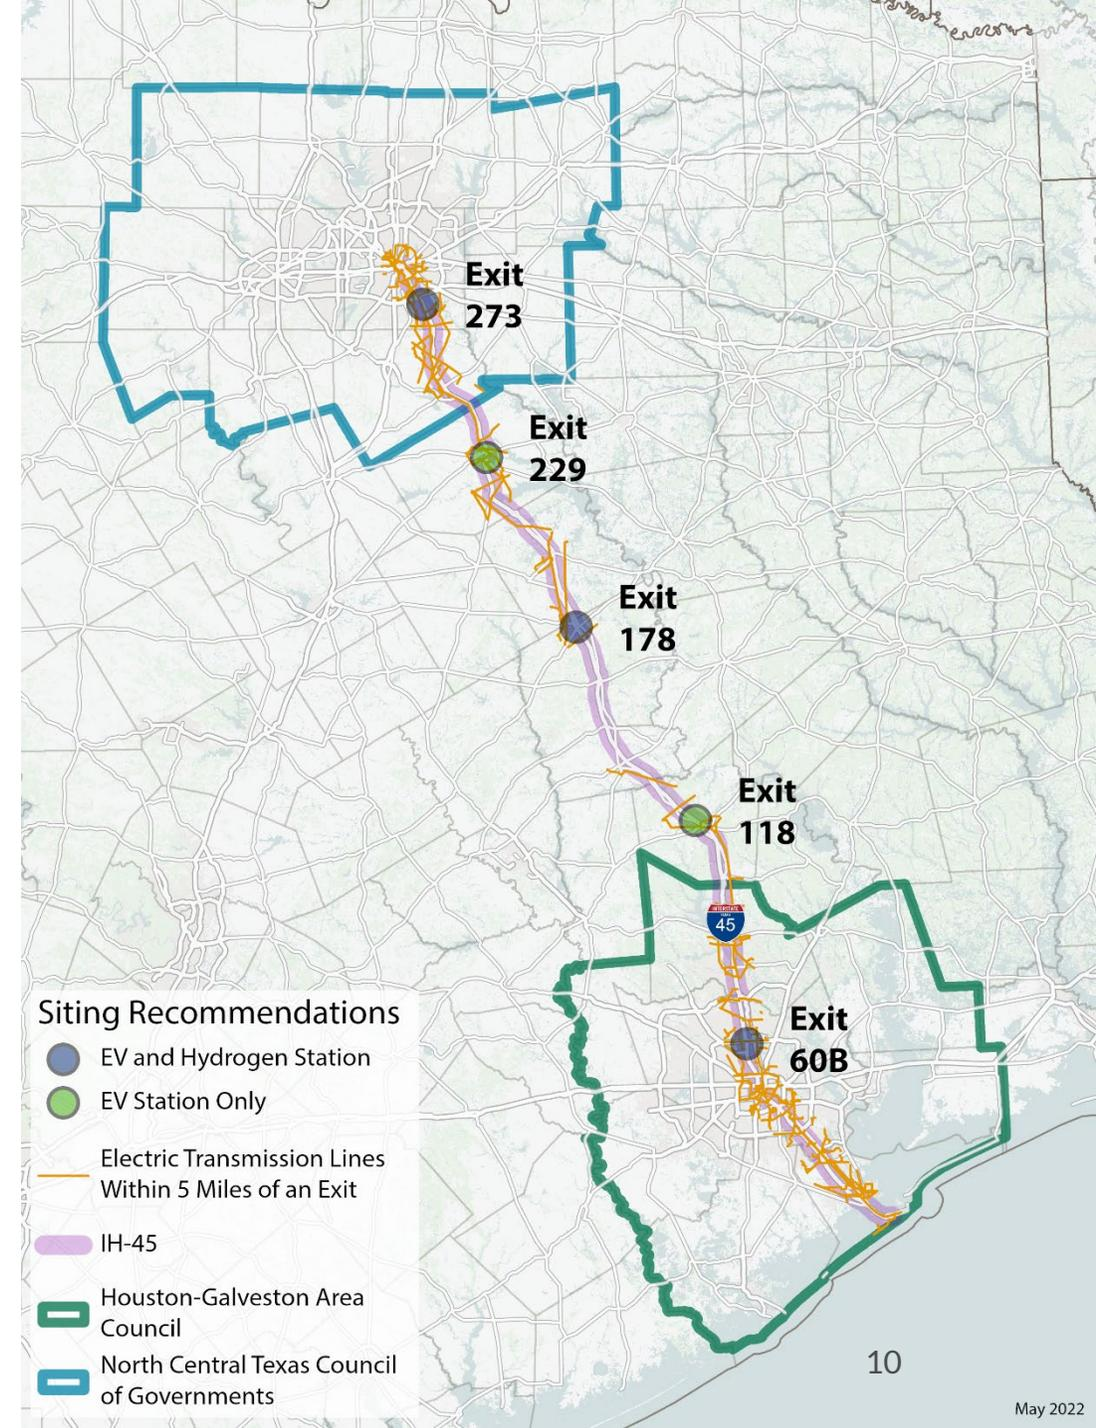 Exit
273
Exit
229
Exit
178
Exit
118
INTERSTATE
TEXAS
45
Exit
60B
Siting Recommendations
EV and Hydrogen Station
EV Station Only
Electric Transmission Lines
Within 5 Miles of an Exit
IH-45
Houston-Galveston Area
Council
North Central Texas Council
of Governments
10
May 2022